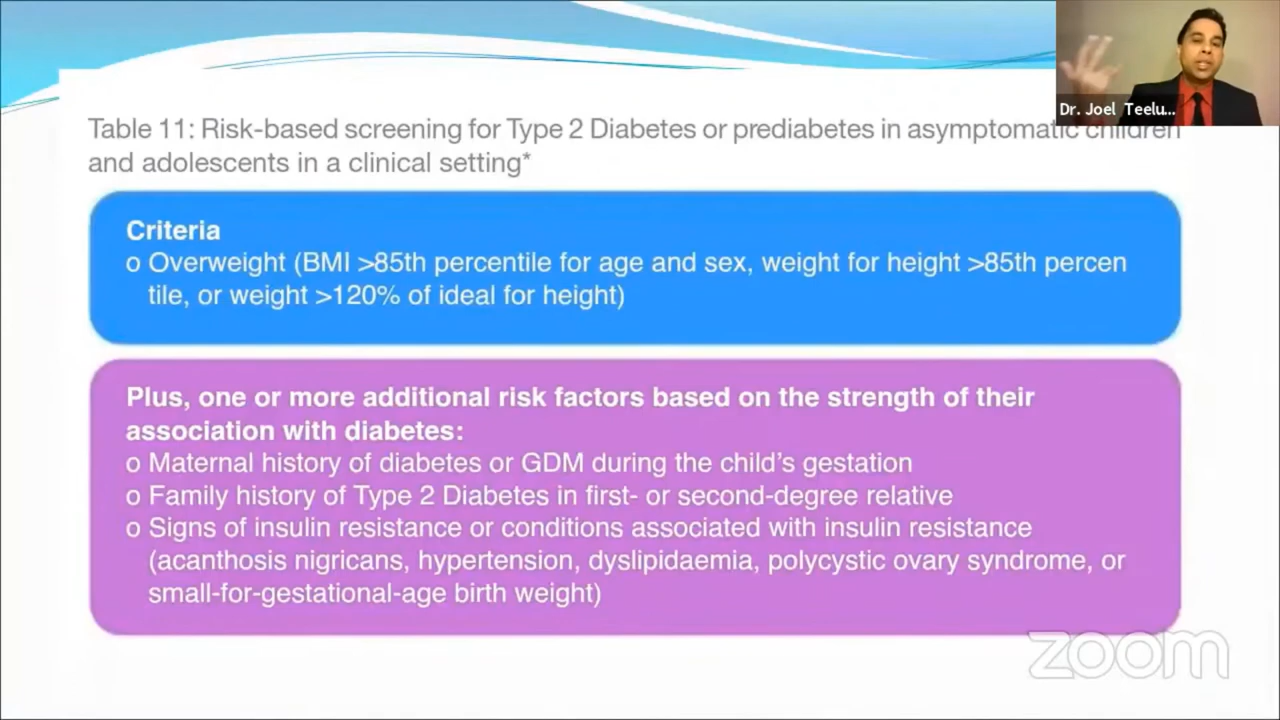 Dr. Joel Teelu...
Table 11: Risk-based screening for Type 2 Diabetes or prediabetes in asymptomatic children
and adolescents in a clinical setting*
Criteria
o Overweight (BMI >85th percentile for age and sex, weight for height >85th percen
tile, or weight >120% of ideal for height)
Plus, one or more additional risk factors based on the strength of their
association with diabetes:
o Maternal history of diabetes or GDM during the child's gestation
o Family history of Type 2 Diabetes in first- or second-degree relative
o Signs of insulin resistance or conditions associated with insulin resistance
(acanthosis nigricans, hypertension, dyslipidaemia, polycystic ovary syndrome, or
small-for-gestational-age birth weight)
zoom